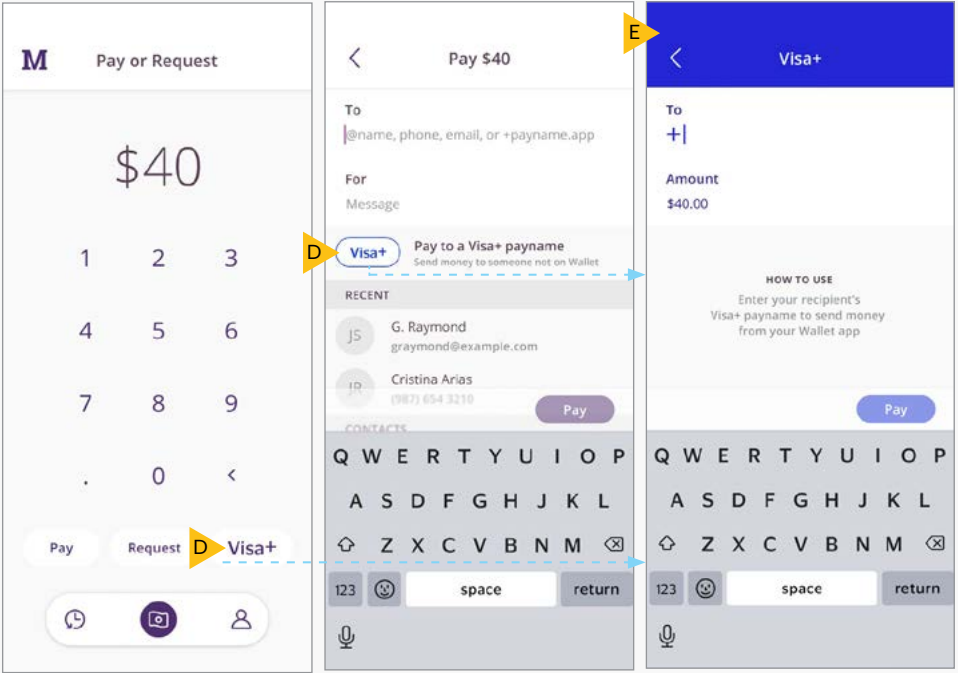 M Pay or Request
$40
1 2 3
4 5 6
7 8 9
. 0 <
Pay Request D Visa+
Pay $40
To
@name, phone, email, or +payname.app
For
Message
D Visa+ Pay to a Visa+ payname
Send money to someone not on Wallet
RECENT
JS G. Raymond
graymond@example.com
JR Cristina Arias
(987) 654 3210
Pay
CONTACTS
Q W E R T Y U I O P
A S D F G H J K L
Z X C V B N M
123 space return
E
Visa+
To
+
Amount
$40.00
HOW TO USE
Enter your recipient's
Visa+ payname to send money
from your Wallet app
Pay
Q W E R T Y U I O P
A S D F G H J K L
Z X C V B N M
123 space return